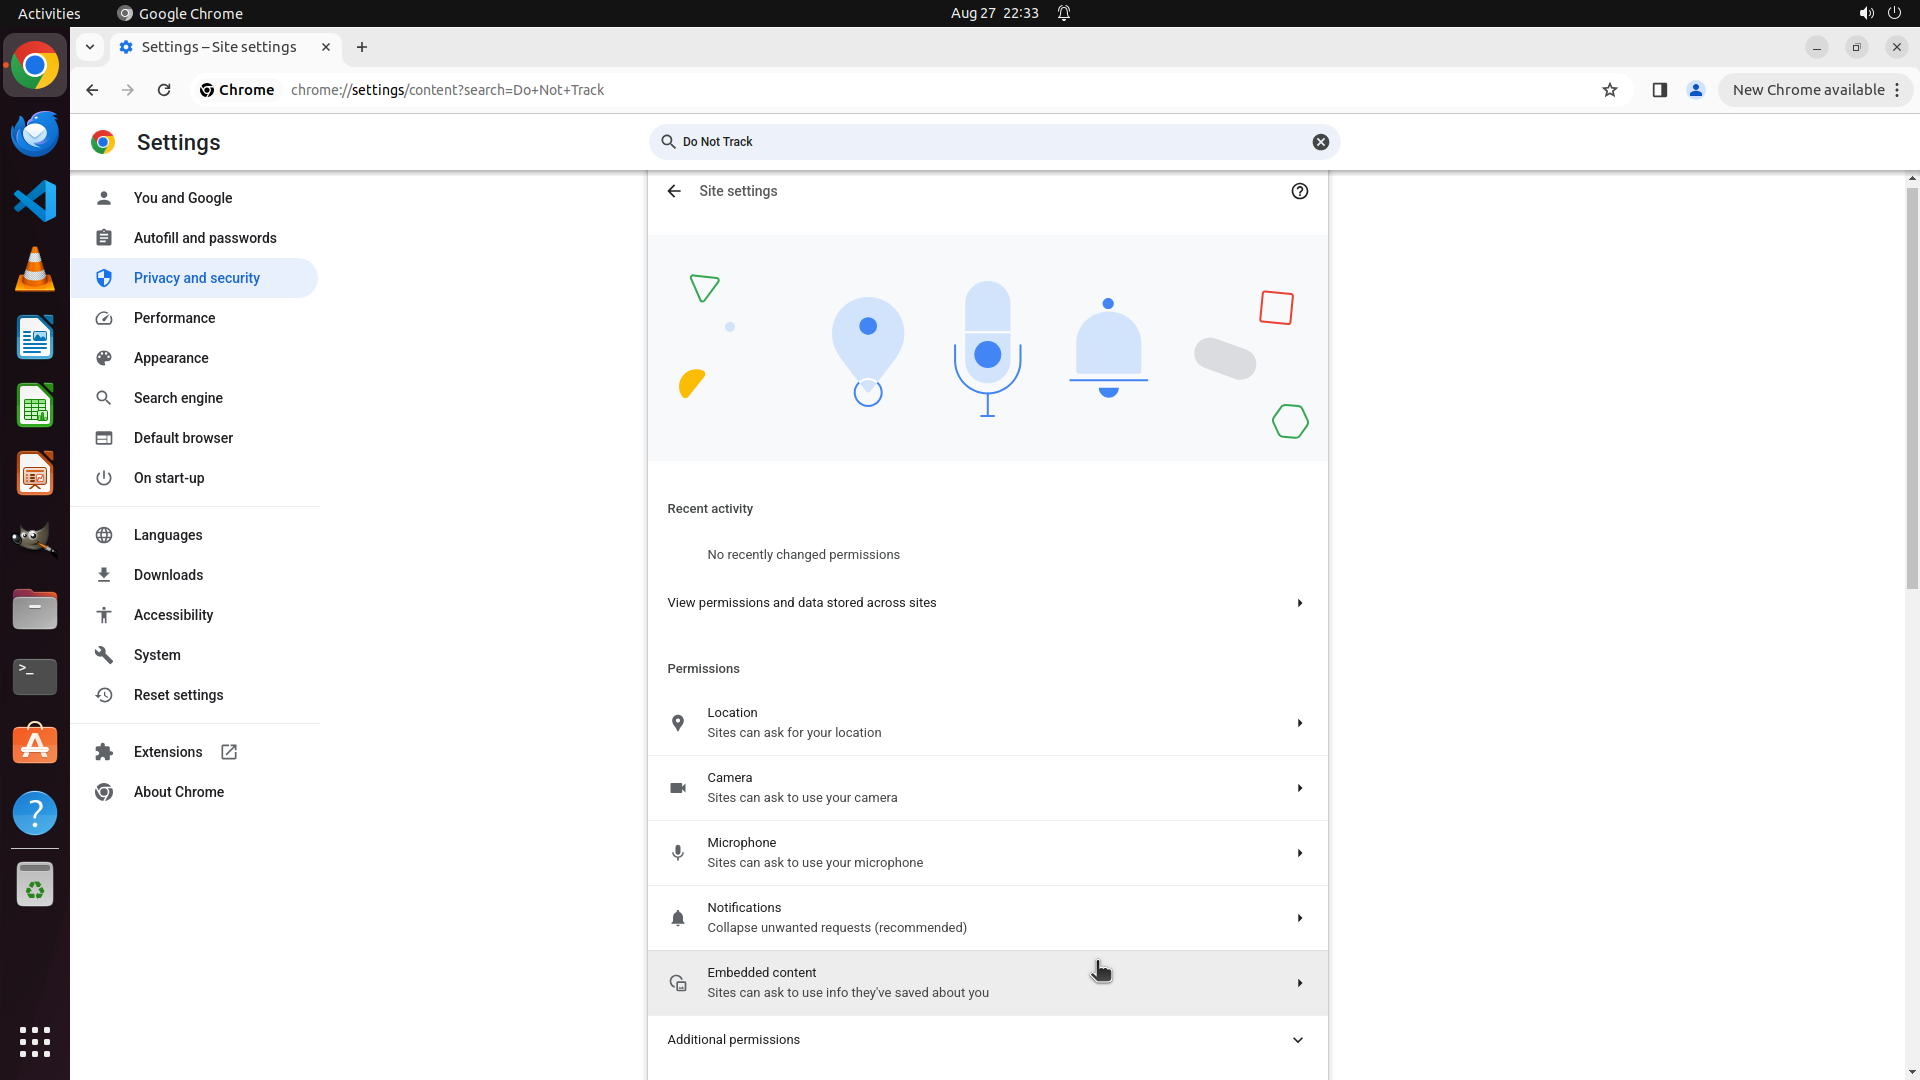 Activities
Google Chrome
Aug 27 22:33
Settings – Site settings
Chrome
chrome://settings/content?search=Do+Not+Track
New Chrome available
Settings
Do Not Track
You and Google
Autofill and passwords
Privacy and security
Performance
Appearance
Search engine
Default browser
On start-up
Languages
Downloads
Accessibility
System
Reset settings
Extensions
About Chrome
Site settings
Recent activity
No recently changed permissions
View permissions and data stored across sites
Permissions
Location
Sites can ask for your location
Camera
Sites can ask to use your camera
Microphone
Sites can ask to use your microphone
Notifications
Collapse unwanted requests (recommended)
Embedded content
Sites can ask to use info they've saved about you
Additional permissions